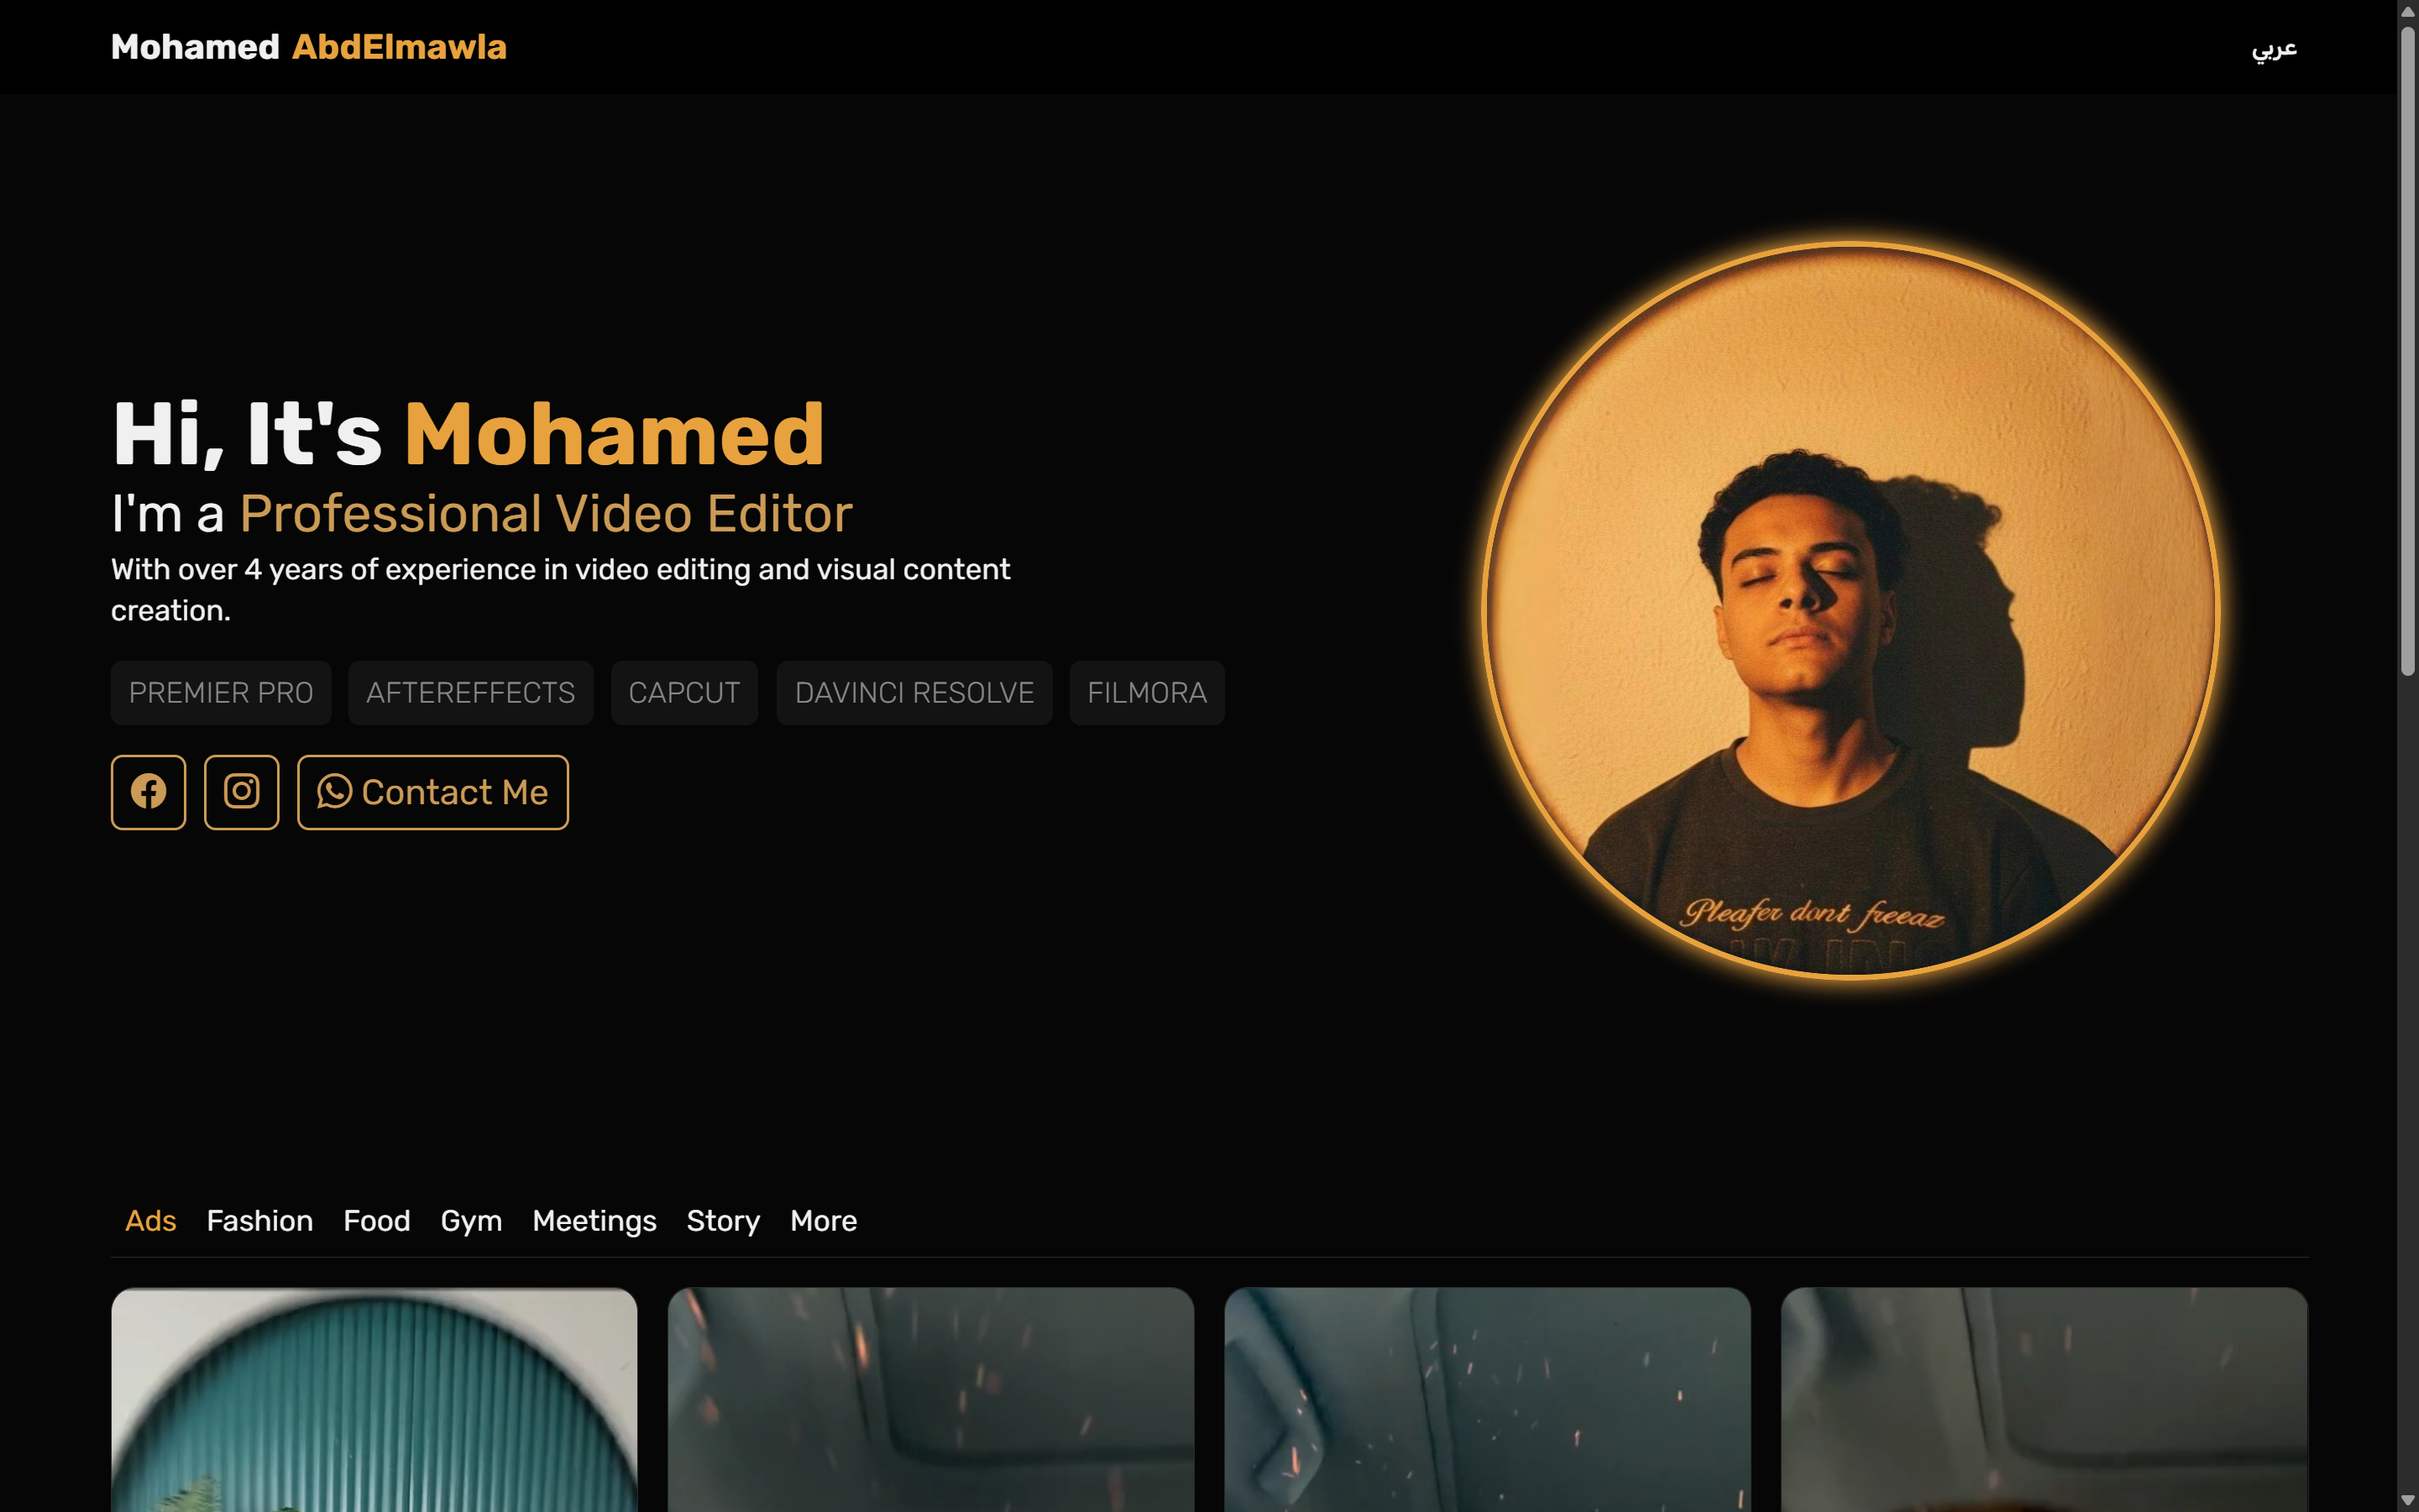 Mohamed AbdElmawla
عربي
Hi, It's Mohamed
I'm a Professional Video Editor
With over 4 years of experience in video editing and visual content
creation.
PREMIER PRO AFTEREFFECTS CAPCUT DAVINCI RESOLVE FILMORA
Contact Me
Pleafer dont freeaz
Ads Fashion Food Gym Meetings Story More